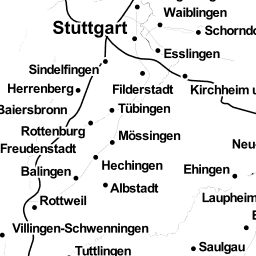 Waiblingen
Stuttgart
Schornd
Esslingen
Sindelfingen
Herrenberg
Filderstadt
Kirchheim u
Baiersbronn
Tübingen
Rottenburg
Mössingen
Freudenstadt
Neu
Hechingen
Balingen
Ehingen
Albstadt
Laupheim
Rottweil
Villingen-Schwenningen
B
Tuttlingen
Saulgau